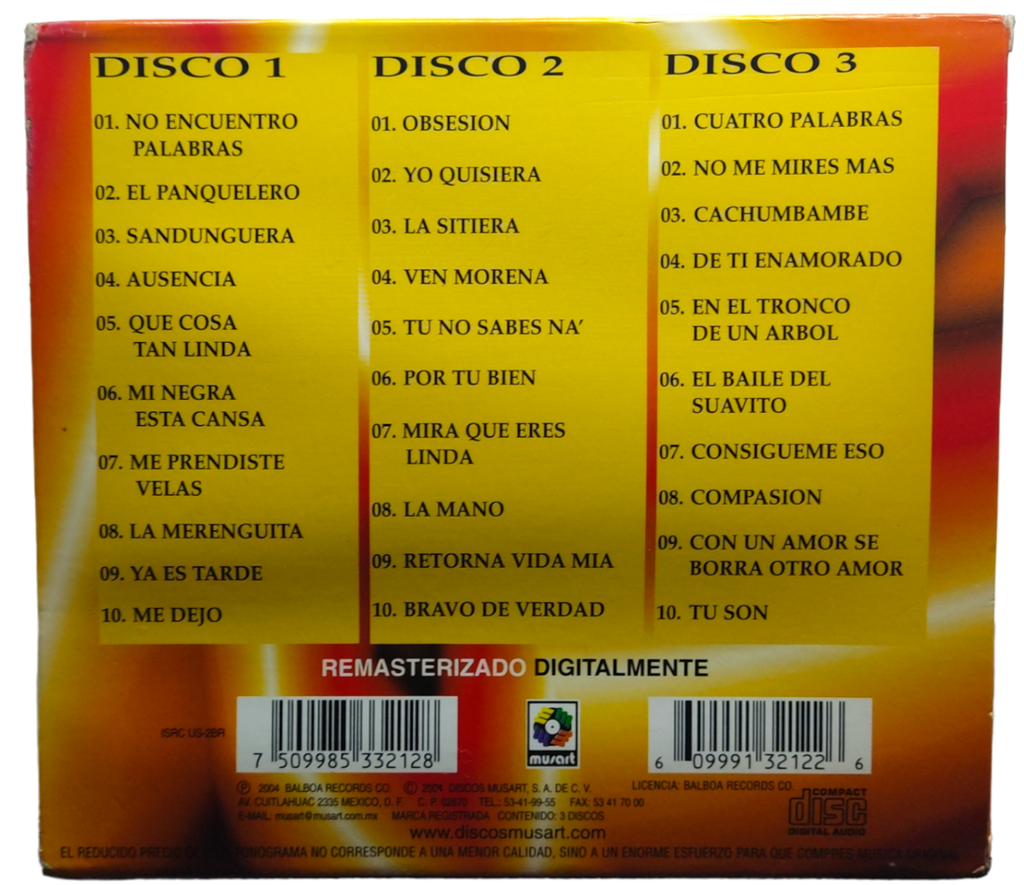 DISCO 1
01. NO ENCUENTRO
PALABRAS
02. EL PANQUELERO
03. SANDUNGUERA
04. AUSENCIA
05. QUE COSA
TAN LINDA
06. MI NEGRA
ESTA CANSA
07. ME PRENDISTE
VELAS
08. LA MERENGUITA
09. YA ES TARDE
10. ME DEJO
DISCO 2
01. OBSESION
02. YO QUISIERA
03. LA SITIERA
04. VEN MORENA
05. TU NO SABES NA'
06. POR TU BIEN
07. MIRA QUE ERES
LINDA
08. LA MANO
09. RETORNA VIDA MIA
10. BRAVO DE VERDAD
DISCO 3
01. CUATRO PALABRAS
02. NO ME MIRES MAS
03. CACHUMBAMBE
04. DE TI ENAMORADO
05. EN EL TRONCO
DE UN ARBOL
06. EL BAILE DEL
SUAVITO
07. CONSIGUEME ESO
08. COMPASION
09. CON UN AMOR SE
BORRA OTRO AMOR
10. TU SON
REMASTERIZADO DIGITALMENTE
ISRC US-2BR
7 509985 332128
musart
6 09991 32122 6
℗ 2004 BALBOA RECORDS CO. © 2004 DISCOS MUSART, S. A. DE C. V.
LICENCIA: BALBOA RECORDS CO.
AV. CUITLAHUAC 2335 MEXICO, D. F. C. P. 02870 TEL.: 53-41-99-55 FAX: 53 41 70 00
E-MAIL: musart@musart.com.mx MARCA REGISTRADA CONTENIDO: 3 DISCOS
COMPACT
disc
DIGITAL AUDIO
www.discosmusart.com
EL REDUCIDO PRECIO DE FONOGRAMA NO CORRESPONDE A UNA MENOR CALIDAD, SINO A UN ENORME ESFUERZO PARA QUE COMPRES MUSICA ORIGINAL